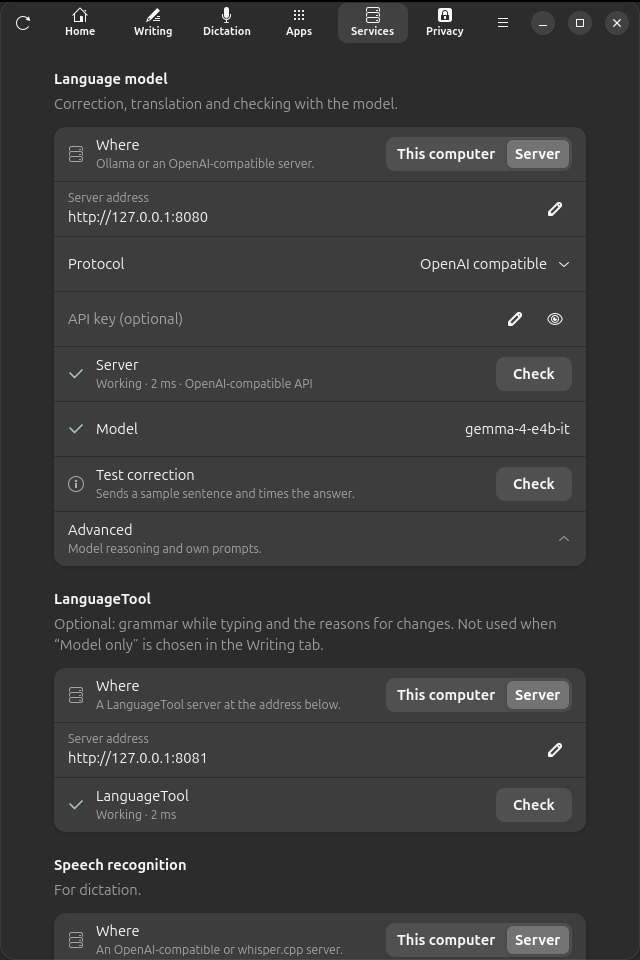 Home
Writing
Dictation
Apps
Services
Privacy
Language model
Correction, translation and checking with the model.
Where
This computer
Server
Ollama or an OpenAI-compatible server.
Server address
http://127.0.0.1:8080
Protocol
OpenAI compatible
API key (optional)
Server
Working · 2 ms · OpenAI-compatible API
Check
Model
gemma-4-e4b-it
Test correction
Sends a sample sentence and times the answer.
Check
Advanced
Model reasoning and own prompts.
LanguageTool
Optional: grammar while typing and the reasons for changes. Not used when
“Model only” is chosen in the Writing tab.
Where
This computer
Server
A LanguageTool server at the address below.
Server address
http://127.0.0.1:8081
LanguageTool
Working · 2 ms
Check
Speech recognition
For dictation.
Where
This computer
Server
An OpenAI-compatible or whisper.cpp server.